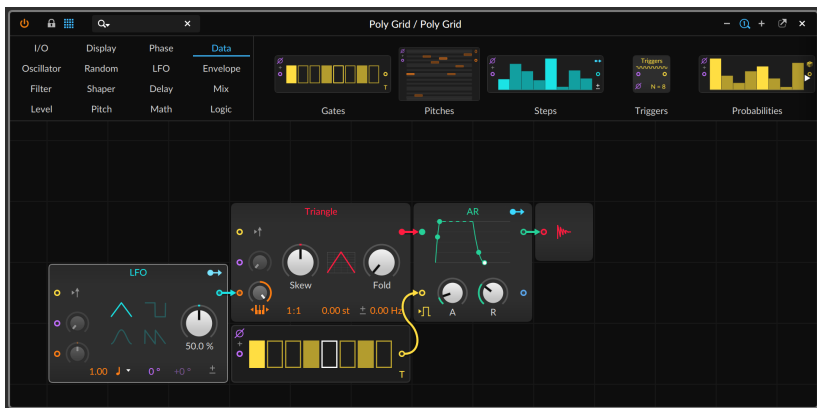 Poly Grid / Poly Grid
I/O Display Phase Data
Oscillator Random LFO Envelope
Filter Shaper Delay Mix
Level Pitch Math Logic
T
Triggers
N = 8
Gates Pitches Steps Triggers Probabilities
Triangle
Skew Fold
1:1 0.00 st ± 0.00 Hz
AR
A R
LFO
50.0 %
1.00 0° +0° ±
T